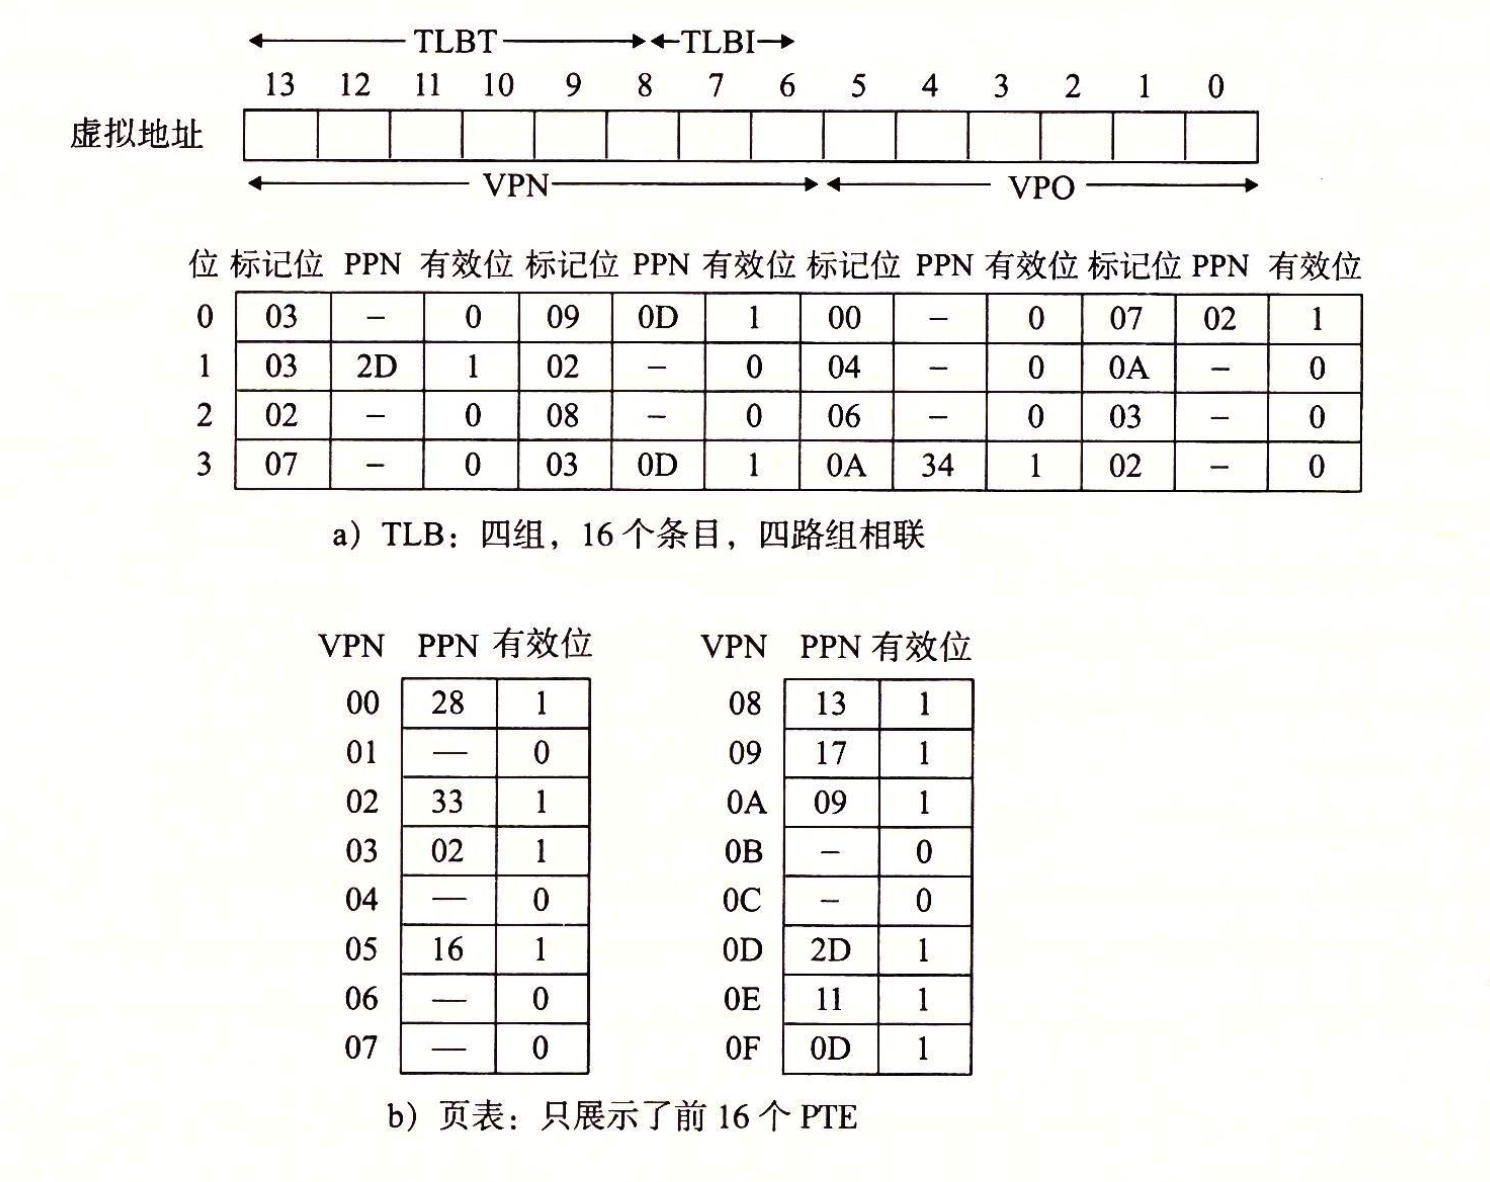 TLBT TLBI
13 12 11 10 9 8 7 6 5 4 3 2 1 0
虚拟地址
VPN VPO
位 标记位 PPN 有效位 标记位 PPN 有效位 标记位 PPN 有效位 标记位 PPN 有效位
0 03 – 0 09 0D 1 00 – 0 07 02 1
1 03 2D 1 02 – 0 04 – 0 0A – 0
2 02 – 0 08 – 0 06 – 0 03 – 0
3 07 – 0 03 0D 1 0A 34 1 02 – 0
a）TLB：四组，16个条目，四路组相联
VPN PPN 有效位 VPN PPN 有效位
00 28 1 08 13 1
01 — 0 09 17 1
02 33 1 0A 09 1
03 02 1 0B – 0
04 — 0 0C – 0
05 16 1 0D 2D 1
06 — 0 0E 11 1
07 — 0 0F 0D 1
b）页表：只展示了前16个PTE